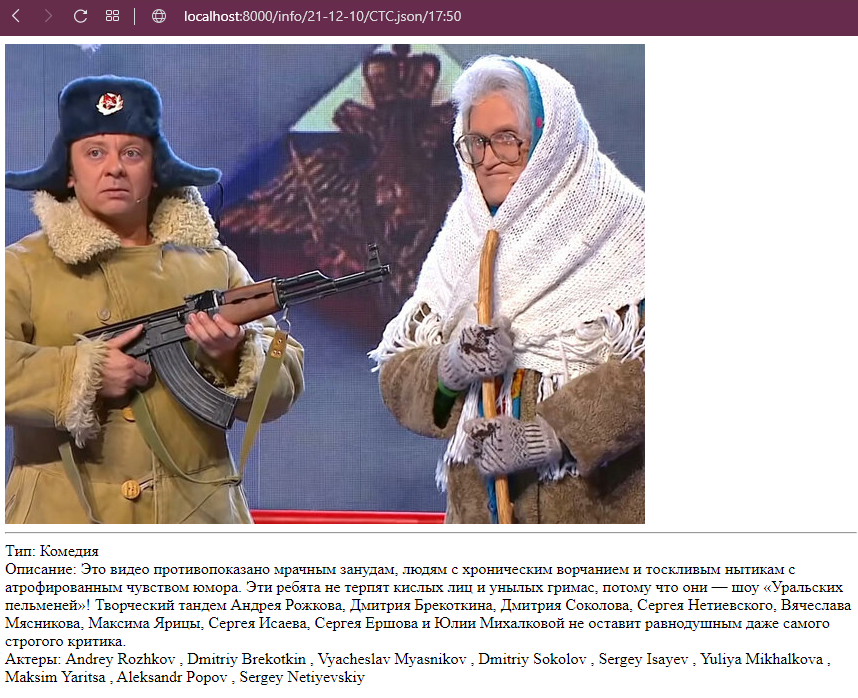 localhost:8000/info/21-12-10/СТС.json/17:50
Тип: Комедия
Описание: Это видео противопоказано мрачным занудам, людям с хроническим ворчанием и тоскливым нытикам с
атрофированным чувством юмора. Эти ребята не терпят кислых лиц и унылых гримас, потому что они — шоу «Уральских
пельменей»! Творческий тандем Андрея Рожкова, Дмитрия Брекоткина, Дмитрия Соколова, Сергея Нетиевского, Вячеслава
Мясникова, Максима Ярицы, Сергея Исаева, Сергея Ершова и Юлии Михалковой не оставит равнодушным даже самого
строгого критика.
Актеры: Andrey Rozhkov , Dmitriy Brekotkin , Vyacheslav Myasnikov , Dmitriy Sokolov , Sergey Isayev , Yuliya Mikhalkova ,
Maksim Yaritsa , Aleksandr Popov , Sergey Netiyevskiy